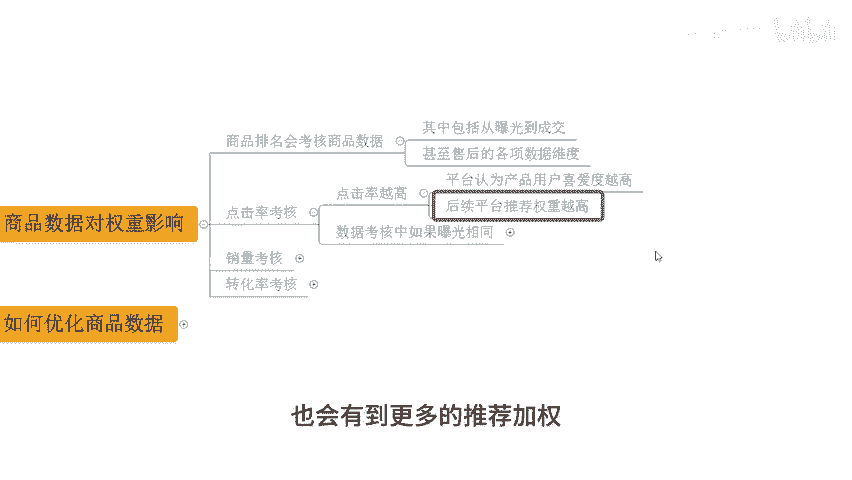 商品排名会考核商品数据
其中包括从曝光到成交
甚至售后的各项数据维度
平台认为产品用户喜爱度越高
点击率越高
后续平台推荐权重越高
点击率考核
商品数据对权重影响
数据考核中如果曝光相同
销量考核
转化率考核
如何优化商品数据
也会有到更多的推荐加权